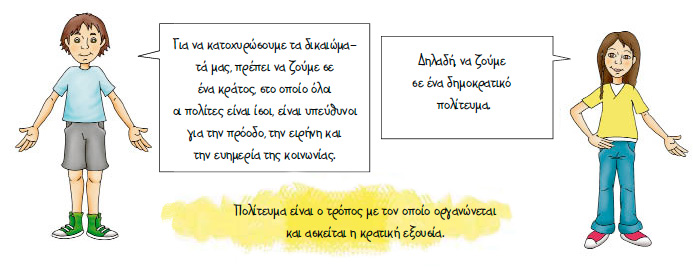 Για να κατοχυρώσουμε τα δικαιώμα-
τά μας, πρέπει να ζούμε σε
ένα κράτος, στο οποίο όλοι
οι πολίτες είναι ίσοι, είναι υπεύθυνοι
για την πρόοδο, την ειρήνη και
την ευημερία της κοινωνίας.
Δηλαδή, να ζούμε
σε ένα δημοκρατικό
πολίτευμα.
Πολίτευμα είναι ο τρόπος με τον οποίο οργανώνεται
και ασκείται η κρατική εξουσία.